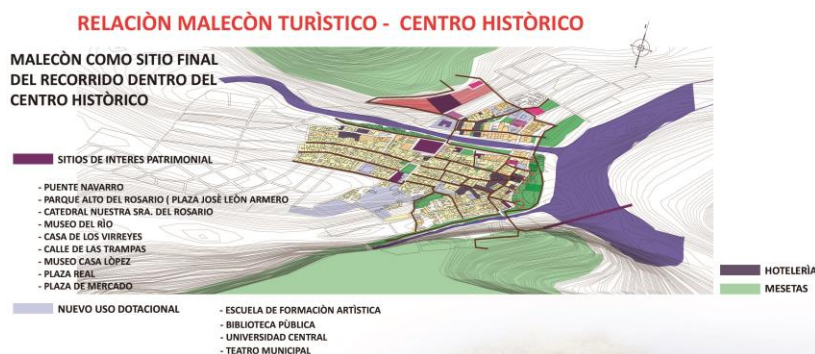 RELACIÒN MALECÓN TURÌSTICO - CENTRO HISTÒRICO
MALECÒN COMO SITIO FINAL
DEL RECORRIDO DENTRO DEL
CENTRO HISTÒRICO
SITIOS DE INTERES PATRIMONIAL
- PUENTE NAVARRO
- PARQUE ALTO DEL ROSARIO ( PLAZA JOSÈ LEÒN ARMERO
- CATEDRAL NUESTRA SRA. DEL ROSARIO
- MUSEO DEL RÌO
- CASA DE LOS VIRREYES
- CALLE DE LAS TRAMPAS
- MUSEO CASA LÒPEZ
- PLAZA REAL
- PLAZA DE MERCADO
HOTELERÌA
MESETAS
NUEVO USO DOTACIONAL
- ESCUELA DE FORMACIÒN ARTÌSTICA
- BIBLIOTECA PÙBLICA
- UNIVERSIDAD CENTRAL
- TEATRO MUNICIPAL